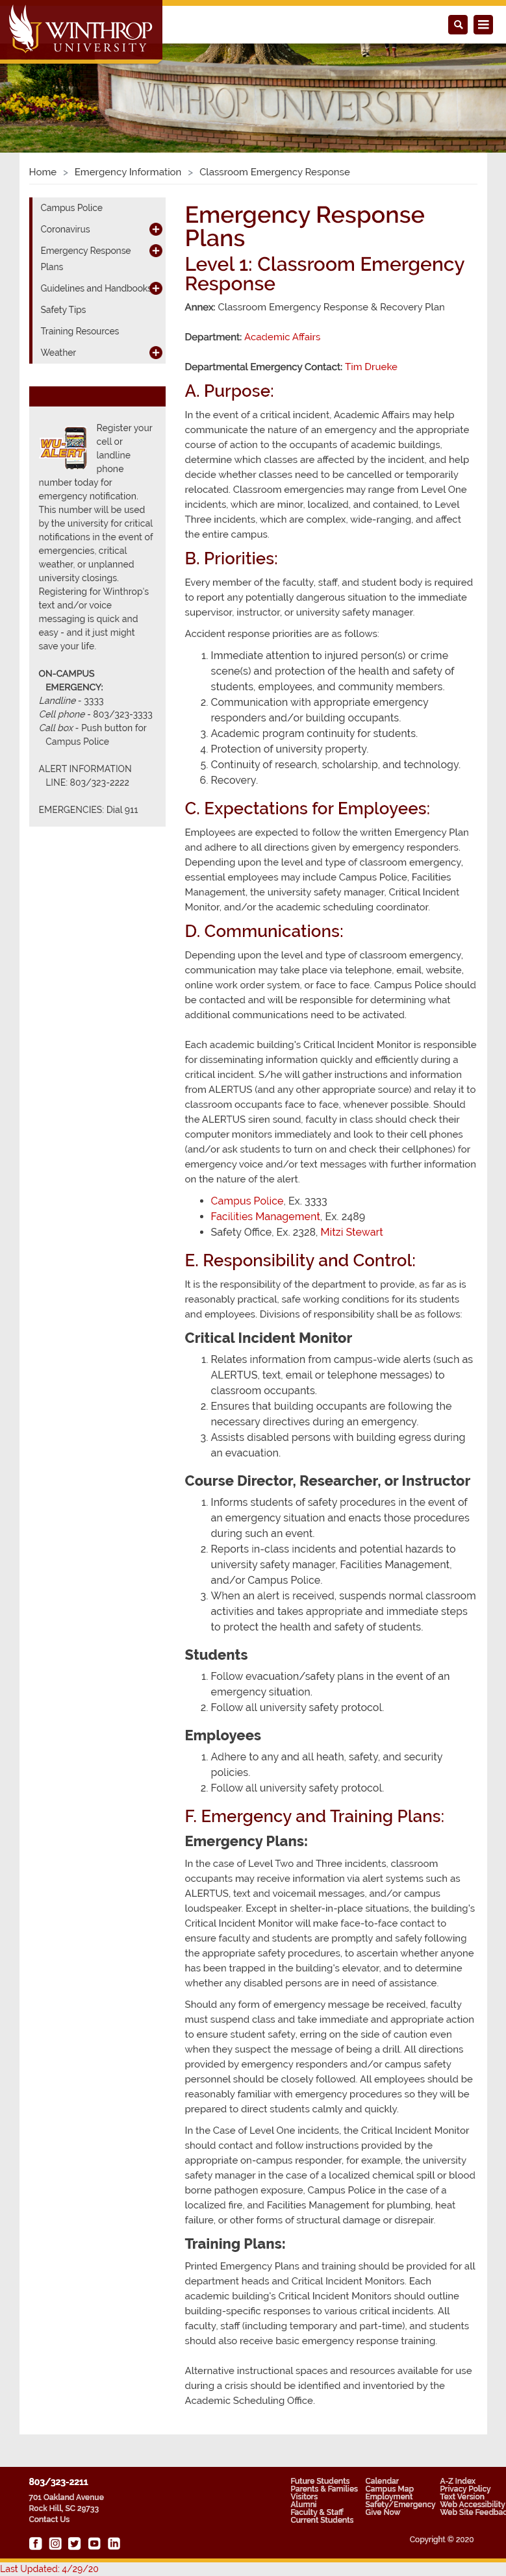 WINTHROP
UNIVERSITY
WINTHROP UNIVERSITY
Home > Emergency Information > Classroom Emergency Response
Campus Police
Coronavirus
Emergency Response
Plans
Guidelines and Handbooks
Safety Tips
Training Resources
Weather
WU-ALERT
Register your
cell or
landline
phone
number today for
emergency notification.
This number will be used
by the university for critical
notifications in the event of
emergencies, critical
weather, or unplanned
university closings.
Registering for Winthrop's
text and/or voice
messaging is quick and
easy - and it just might
save your life.
ON-CAMPUS
EMERGENCY:
Landline - 3333
Cell phone - 803/323-3333
Call box - Push button for
Campus Police
ALERT INFORMATION
LINE: 803/323-2222
EMERGENCIES: Dial 911
Emergency Response
Plans
Level 1: Classroom Emergency
Response
Annex: Classroom Emergency Response & Recovery Plan
Department: Academic Affairs
Departmental Emergency Contact: Tim Drueke
A. Purpose:
In the event of a critical incident, Academic Affairs may help
communicate the nature of an emergency and the appropriate
course of action to the occupants of academic buildings,
determine which classes are affected by the incident, and help
decide whether classes need to be cancelled or temporarily
relocated. Classroom emergencies may range from Level One
incidents, which are minor, localized, and contained, to Level
Three incidents, which are complex, wide-ranging, and affect
the entire campus.
B. Priorities:
Every member of the faculty, staff, and student body is required
to report any potentially dangerous situation to the immediate
supervisor, instructor, or university safety manager.
Accident response priorities are as follows:
1. Immediate attention to injured person(s) or crime
scene(s) and protection of the health and safety of
students, employees, and community members.
2. Communication with appropriate emergency
responders and/or building occupants.
3. Academic program continuity for students.
4. Protection of university property.
5. Continuity of research, scholarship, and technology.
6. Recovery.
C. Expectations for Employees:
Employees are expected to follow the written Emergency Plan
and adhere to all directions given by emergency responders.
Depending upon the level and type of classroom emergency,
essential employees may include Campus Police, Facilities
Management, the university safety manager, Critical Incident
Monitor, and/or the academic scheduling coordinator.
D. Communications:
Depending upon the level and type of classroom emergency,
communication may take place via telephone, email, website,
online work order system, or face to face. Campus Police should
be contacted and will be responsible for determining what
additional communications need to be activated.
Each academic building's Critical Incident Monitor is responsible
for disseminating information quickly and efficiently during a
critical incident. S/he will gather instructions and information
from ALERTUS (and any other appropriate source) and relay it to
classroom occupants face to face, whenever possible. Should
the ALERTUS siren sound, faculty in class should check their
computer monitors immediately and look to their cell phones
(and/or ask students to turn on and check their cellphones) for
emergency voice and/or text messages with further information
on the nature of the alert.
• Campus Police, Ex. 3333
• Facilities Management, Ex. 2489
• Safety Office, Ex. 2328, Mitzi Stewart
E. Responsibility and Control:
It is the responsibility of the department to provide, as far as is
reasonably practical, safe working conditions for its students
and employees. Divisions of responsibility shall be as follows:
Critical Incident Monitor
1. Relates information from campus-wide alerts (such as
ALERTUS, text, email or telephone messages) to
classroom occupants.
2. Ensures that building occupants are following the
necessary directives during an emergency.
3. Assists disabled persons with building egress during
an evacuation.
Course Director, Researcher, or Instructor
1. Informs students of safety procedures in the event of
an emergency situation and enacts those procedures
during such an event.
2. Reports in-class incidents and potential hazards to
university safety manager, Facilities Management,
and/or Campus Police.
3. When an alert is received, suspends normal classroom
activities and takes appropriate and immediate steps
to protect the health and safety of students.
Students
1. Follow evacuation/safety plans in the event of an
emergency situation.
2. Follow all university safety protocol.
Employees
1. Adhere to any and all heath, safety, and security
policies.
2. Follow all university safety protocol.
F. Emergency and Training Plans:
Emergency Plans:
In the case of Level Two and Three incidents, classroom
occupants may receive information via alert systems such as
ALERTUS, text and voicemail messages, and/or campus
loudspeaker. Except in shelter-in-place situations, the building's
Critical Incident Monitor will make face-to-face contact to
ensure faculty and students are promptly and safely following
the appropriate safety procedures, to ascertain whether anyone
has been trapped in the building's elevator, and to determine
whether any disabled persons are in need of assistance.
Should any form of emergency message be received, faculty
must suspend class and take immediate and appropriate action
to ensure student safety, erring on the side of caution even
when they suspect the message of being a drill. All directions
provided by emergency responders and/or campus safety
personnel should be closely followed. All employees should be
reasonably familiar with emergency procedures so they will be
prepared to direct students calmly and quickly.
In the Case of Level One incidents, the Critical Incident Monitor
should contact and follow instructions provided by the
appropriate on-campus responder, for example, the university
safety manager in the case of a localized chemical spill or blood
borne pathogen exposure, Campus Police in the case of a
localized fire, and Facilities Management for plumbing, heat
failure, or other forms of structural damage or disrepair.
Training Plans:
Printed Emergency Plans and training should be provided for all
department heads and Critical Incident Monitors. Each
academic building's Critical Incident Monitors should outline
building-specific responses to various critical incidents. All
faculty, staff (including temporary and part-time), and students
should also receive basic emergency response training.
Alternative instructional spaces and resources available for use
during a crisis should be identified and inventoried by the
Academic Scheduling Office.
803/323-2211
701 Oakland Avenue
Rock Hill, SC 29733
Contact Us
Future Students
Parents & Families
Visitors
Alumni
Faculty & Staff
Current Students
Calendar
Campus Map
Employment
Safety/Emergency
Give Now
A-Z Index
Privacy Policy
Text Version
Web Accessibility
Web Site Feedbac
Copyright © 2020
Last Updated: 4/29/20